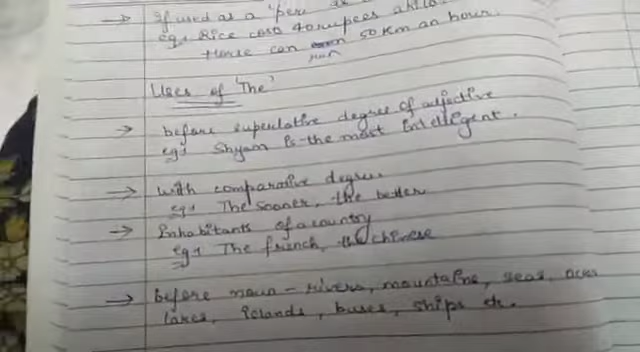 → If used as a 'per'
eg: Rice cost 40 rupees a kilo
Horse can run 50 km an hour.
Uses of 'The'
→ before superlative degree of adjective
eg: Shyam is the most Intelligent.
→ with comparative degree
eg: The sooner, the better
→ Inhabitants of a country
eg: The french, the chinese
→ Before noun - rivers, mountains, seas,
lakes, islands, buses, ships etc.